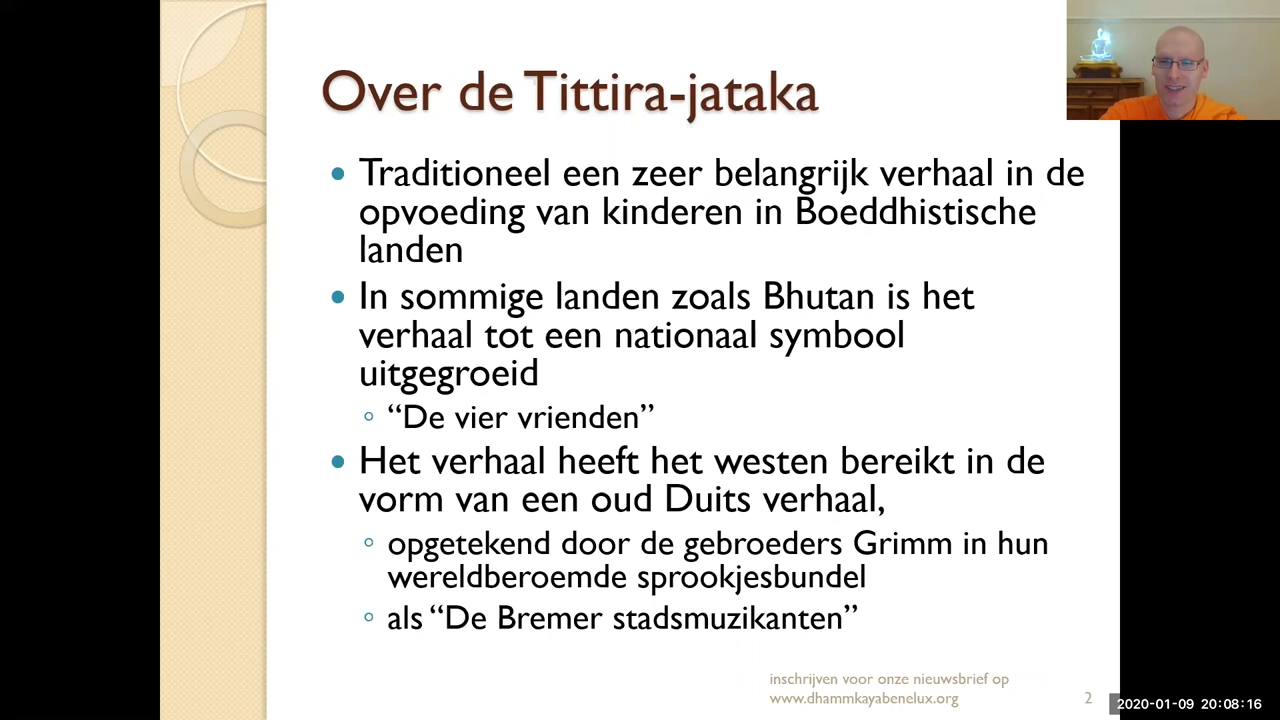 Over de Tittira-jataka
• Traditioneel een zeer belangrijk verhaal in de
opvoeding van kinderen in Boeddhistische
landen
• In sommige landen zoals Bhutan is het
verhaal tot een nationaal symbool
uitgegroeid
◦ “De vier vrienden”
• Het verhaal heeft het westen bereikt in de
vorm van een oud Duits verhaal,
◦ opgetekend door de gebroeders Grimm in hun
wereldberoemde sprookjesbundel
◦ als “De Bremer stadsmuzikanten”
inschrijven voor onze nieuwsbrief op
www.dhammkayabenelux.org
2
2020-01-09 20:08:16